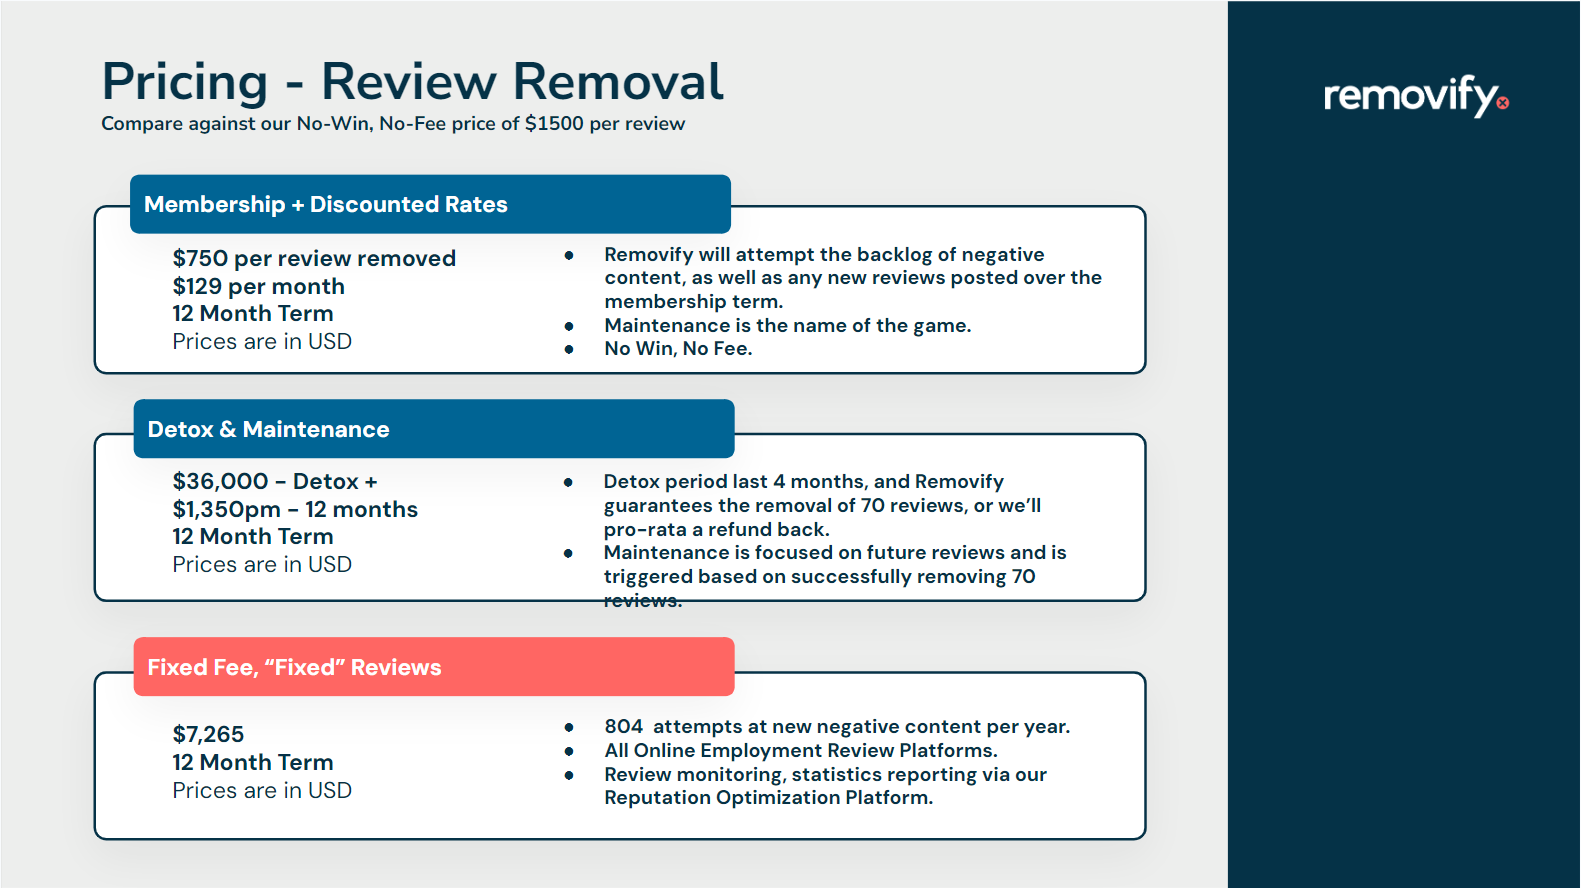 Pricing - Review Removal
Compare against our No-Win, No-Fee price of $1500 per review
removify
Membership + Discounted Rates
$750 per review removed
$129 per month
12 Month Term
Prices are in USD
● Removify will attempt the backlog of negative
content, as well as any new reviews posted over the
membership term.
● Maintenance is the name of the game.
● No Win, No Fee.
Detox & Maintenance
$36,000 - Detox +
$1,350pm - 12 months
12 Month Term
Prices are in USD
● Detox period last 4 months, and Removify
guarantees the removal of 70 reviews, or we’ll
pro-rata a refund back.
● Maintenance is focused on future reviews and is
triggered based on successfully removing 70
reviews.
Fixed Fee, “Fixed” Reviews
$7,265
12 Month Term
Prices are in USD
● 804  attempts at new negative content per year.
● All Online Employment Review Platforms.
● Review monitoring, statistics reporting via our
Reputation Optimization Platform.